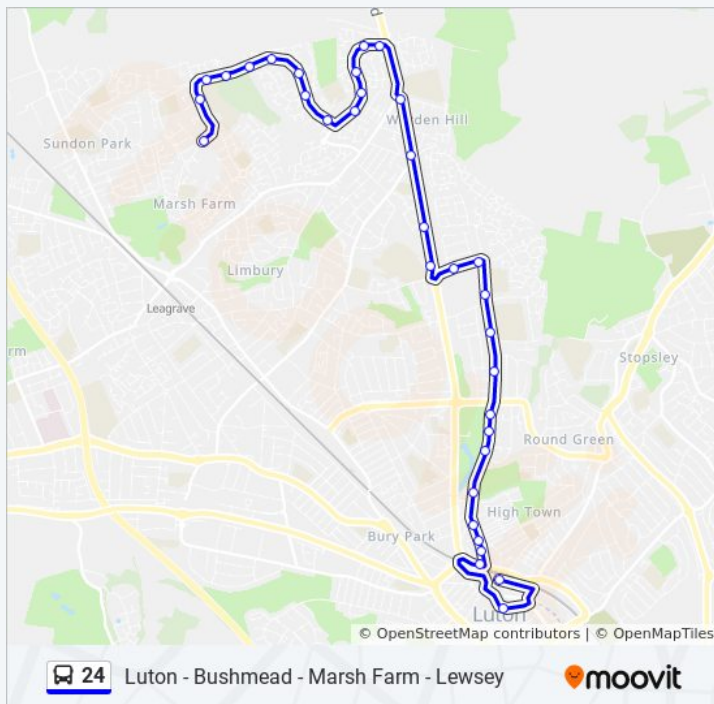 Warden Hill
Sundon Park
Marsh Farm
Limbury
Leagrave
Stopsley
Round Green
High Town
Bury Park
Luton
© OpenStreetMap contributors | © OpenMapTiles
24 Luton - Bushmead - Marsh Farm - Lewsey
moovit